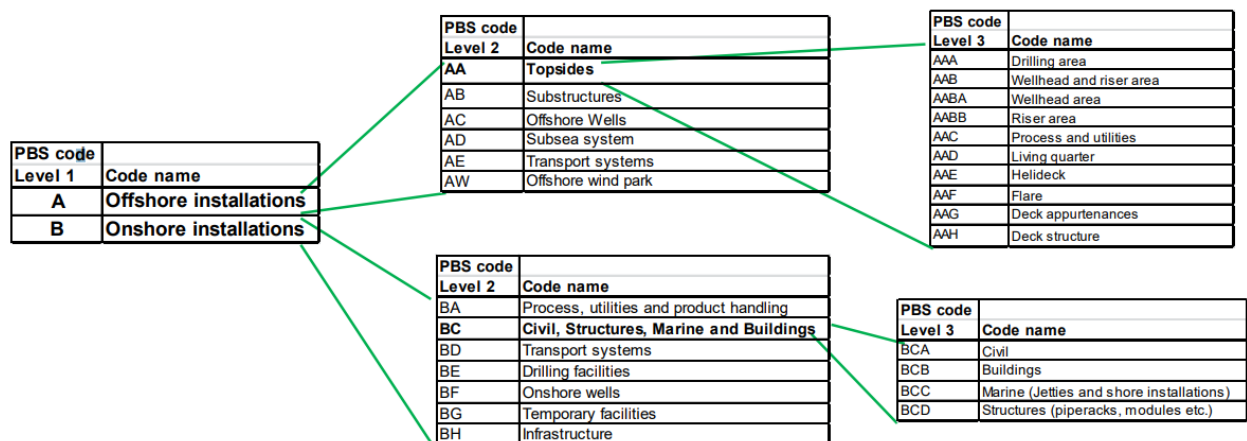 PBS code
Level 1 Code name
A Offshore installations
B Onshore installations
PBS code
Level 2 Code name
AA Topsides
AB Substructures
AC Offshore Wells
AD Subsea system
AE Transport systems
AW Offshore wind park
PBS code
Level 3 Code name
AAA Drilling area
AAB Wellhead and riser area
AABA Wellhead area
AABB Riser area
AAC Process and utilities
AAD Living quarter
AAE Helideck
AAF Flare
AAG Deck appurtenances
AAH Deck structure
PBS code
Level 2 Code name
BA Process, utilities and product handling
BC Civil, Structures, Marine and Buildings
BD Transport systems
BE Drilling facilities
BF Onshore wells
BG Temporary facilities
BH Infrastructure
PBS code
Level 3 Code name
BCA Civil
BCB Buildings
BCC Marine (Jetties and shore installations)
BCD Structures (piperacks, modules etc.)